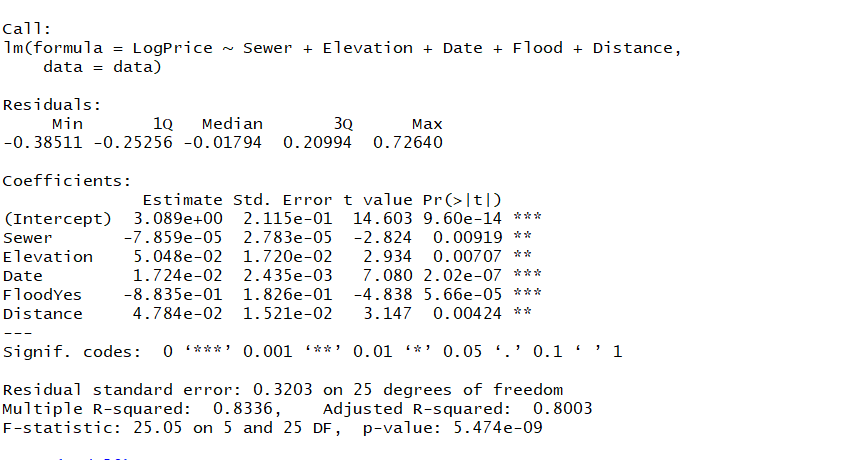 Call:
lm(formula = LogPrice ~ Sewer + Elevation + Date + Flood + Distance,
    data = data)
Residuals:
     Min       1Q   Median       3Q      Max
-0.38511 -0.25256 -0.01794  0.20994  0.72640
Coefficients:
              Estimate Std. Error t value Pr(>|t|)
(Intercept)  3.089e+00  2.115e-01  14.603 9.60e-14 ***
Sewer       -7.859e-05  2.783e-05  -2.824  0.00919 **
Elevation    5.048e-02  1.720e-02   2.934  0.00707 **
Date         1.724e-02  2.435e-03   7.080 2.02e-07 ***
FloodYes    -8.835e-01  1.826e-01  -4.838 5.66e-05 ***
Distance     4.784e-02  1.521e-02   3.147  0.00424 **
---
Signif. codes:  0 ‘***’ 0.001 ‘**’ 0.01 ‘*’ 0.05 ‘.’ 0.1 ‘ ’ 1
Residual standard error: 0.3203 on 25 degrees of freedom
Multiple R-squared:  0.8336,    Adjusted R-squared:  0.8003
F-statistic: 25.05 on 5 and 25 DF,  p-value: 5.474e-09